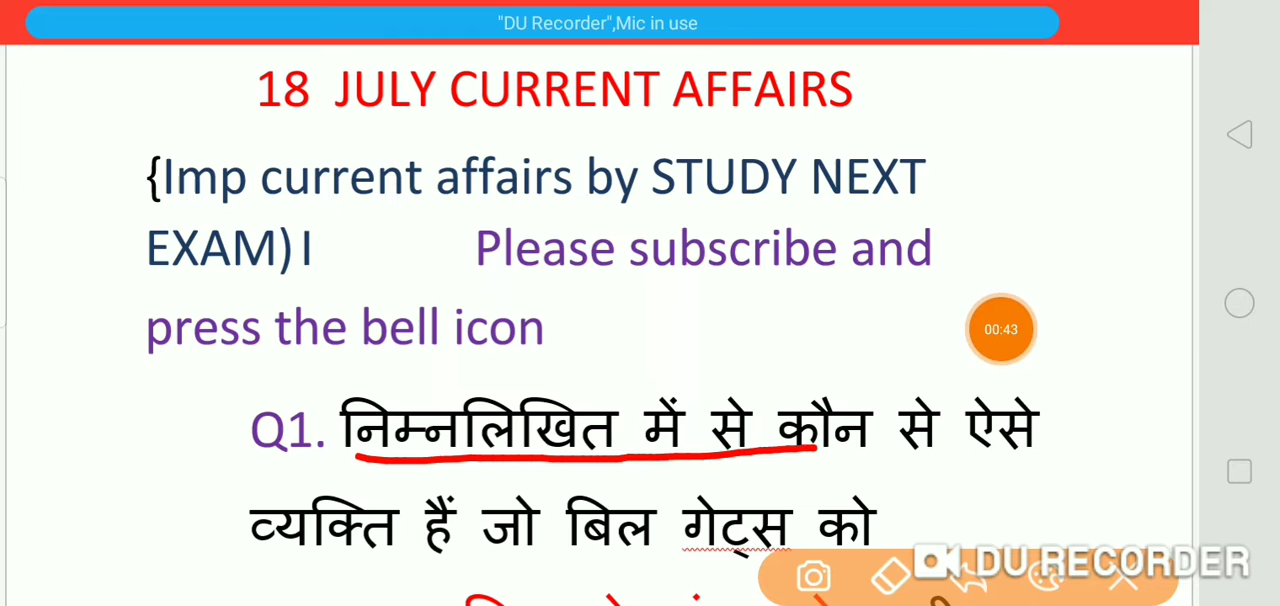 "DU Recorder",Mic in use
18 JULY CURRENT AFFAIRS
{Imp current affairs by STUDY NEXT
EXAM) I Please subscribe and
press the bell icon
00:43
Q1. निम्नलिखित में से कौन से ऐसे
व्यक्ति हैं जो बिल गेट्स को
DU RECORDER